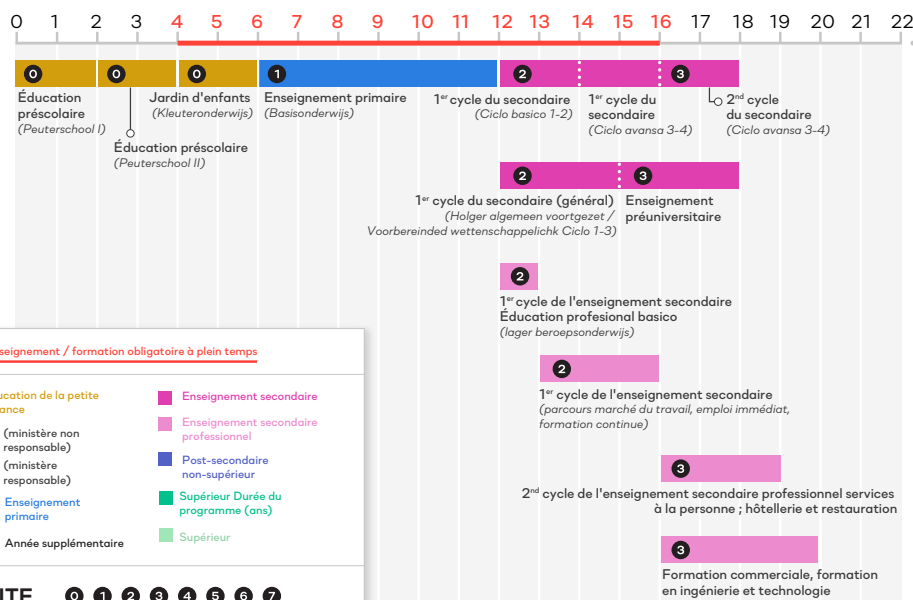 0 1 2 3 4 5 6 7 8 9 10 11 12 13 14 15 16 17 18 19 20 21 22
0 0 0 1 2 3
Éducation
préscolaire
(Peuterschool I)
Éducation préscolaire
(Peuterschool II)
Jardin d'enfants
(Kleuteronderwijs)
Enseignement primaire
(Basisonderwijs)
1er cycle du secondaire
(Ciclo basico 1-2)
1er cycle du
secondaire
(Ciclo avansa 3-4)
2nd cycle
du secondaire
(Ciclo avansa 3-4)
2 3
1er cycle du secondaire (général)
(Holger algemeen voortgezet /
Voorbereinded wettenschappelichk Ciclo 1-3)
Enseignement
préuniversitaire
2
1er cycle de l'enseignement secondaire
Éducation profesional basico
(lager beroepsonderwijs)
2
1er cycle de l'enseignement secondaire
(parcours marché du travail, emploi immédiat,
formation continue)
3
2nd cycle de l'enseignement secondaire professionnel services
à la personne ; hôtellerie et restauration
3
Formation commerciale, formation
en ingénierie et technologie
seignement / formation obligatoire à plein temps
ucation de la petite
ance
(ministère non
responsable)
(ministère
responsable)
Enseignement
primaire
Année supplémentaire
Enseignement secondaire
Enseignement secondaire
professionnel
Post-secondaire
non-supérieur
Supérieur Durée du
programme (ans)
Supérieur
ITE 0 1 2 3 4 5 6 7